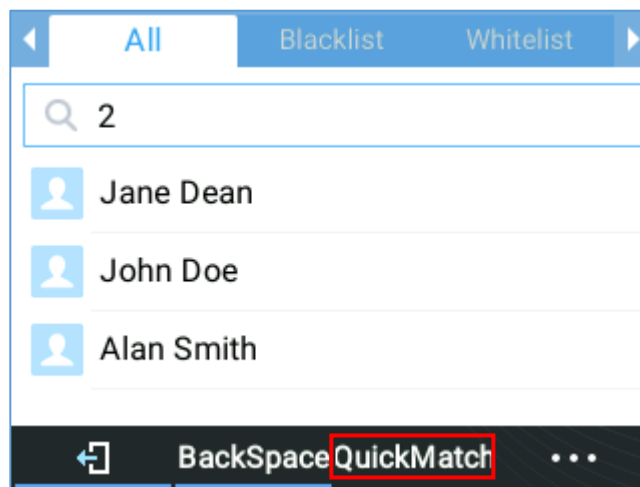 All Blacklist Whitelist
2
Jane Dean
John Doe
Alan Smith
BackSpace QuickMatch ...